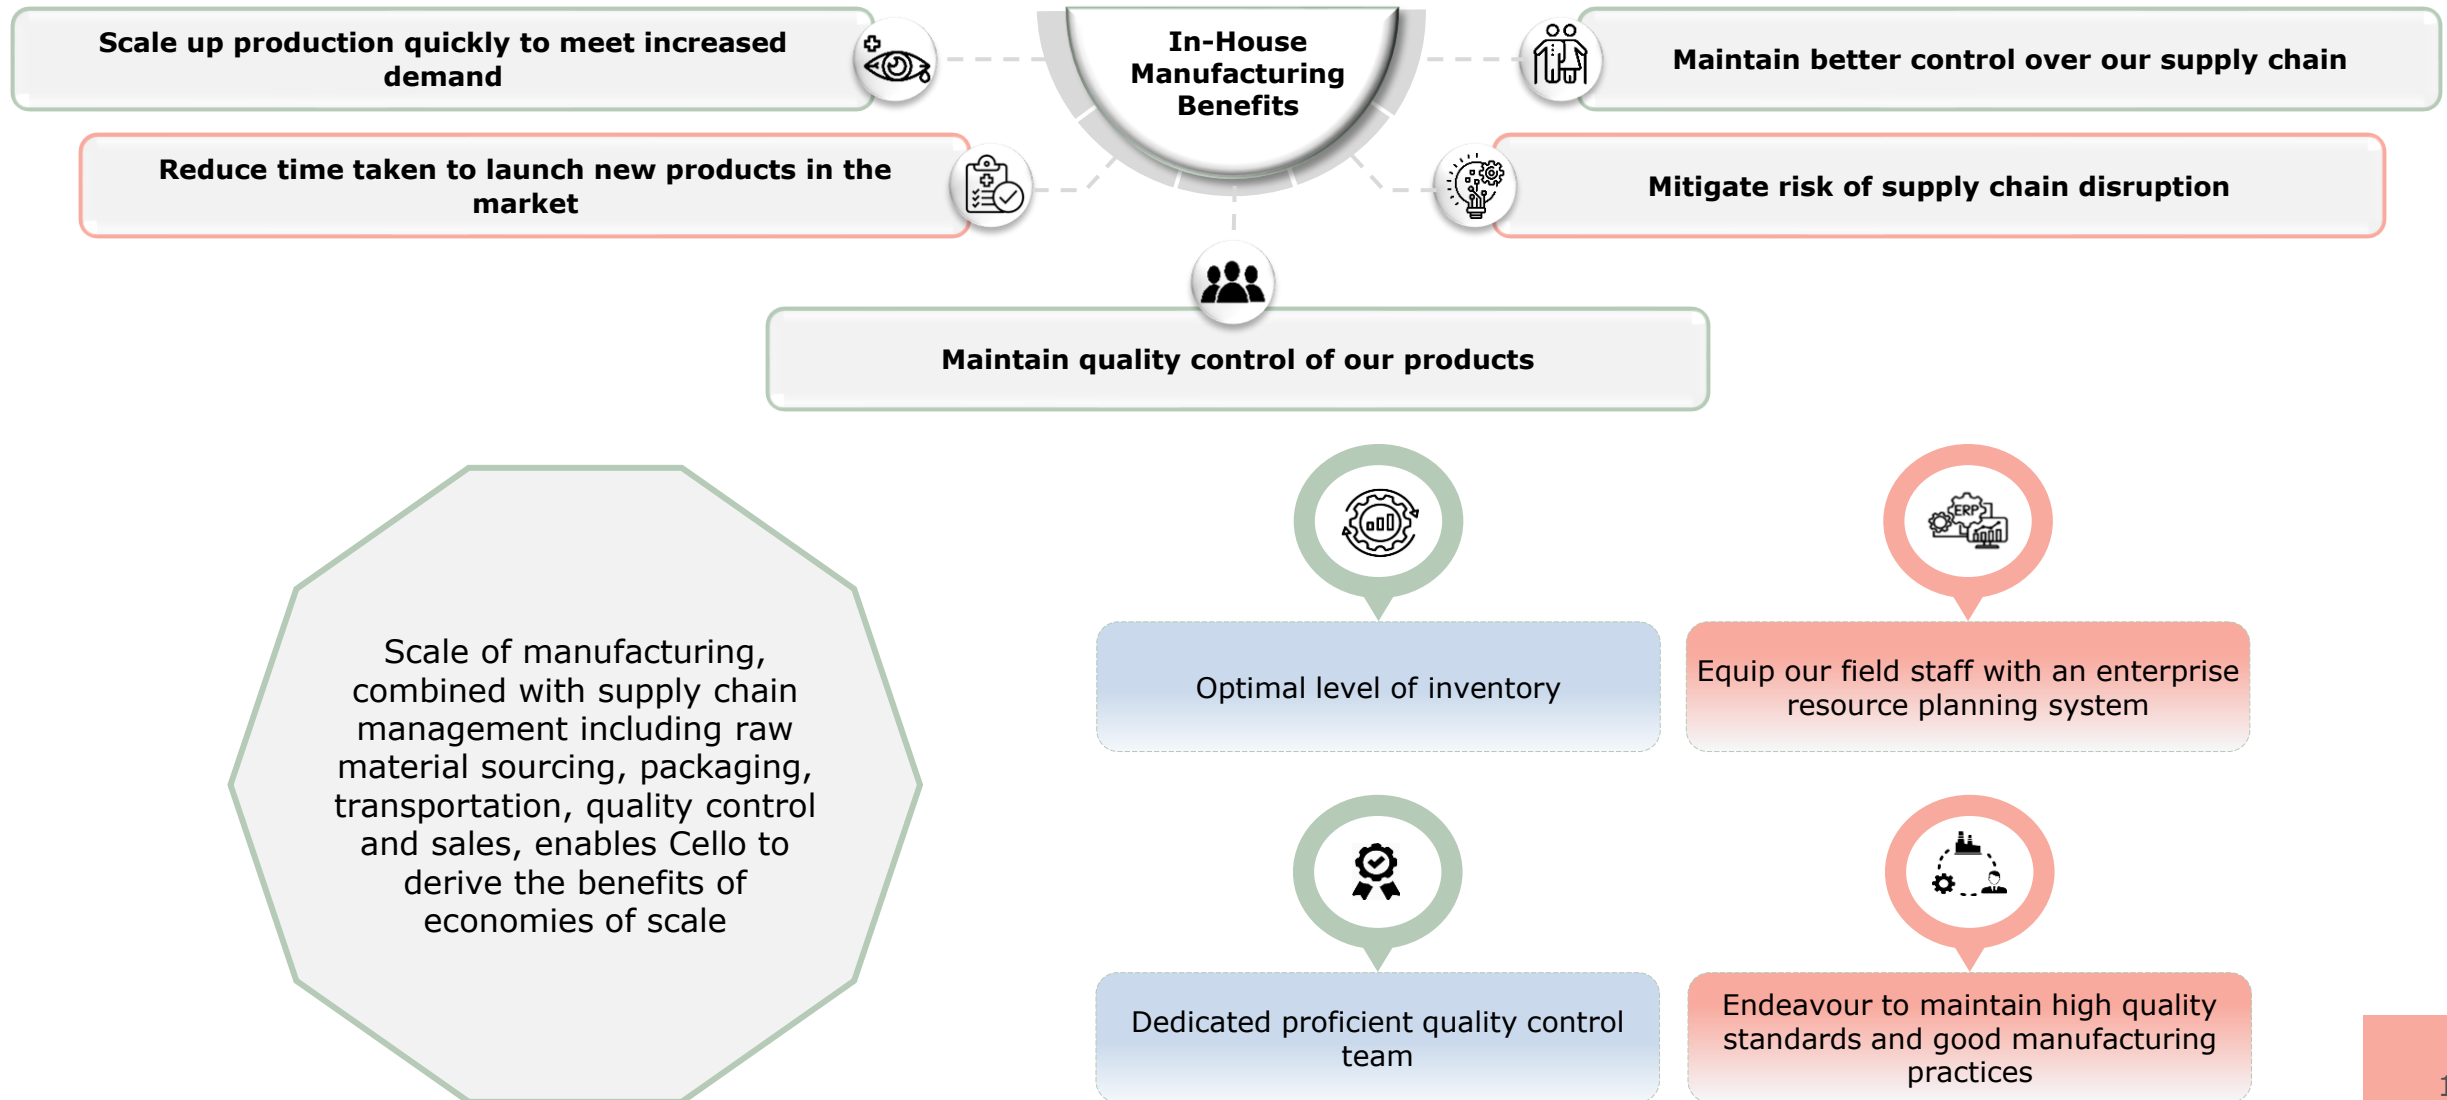 Scale up production quickly to meet increased
demand
In-House
Manufacturing
Benefits
Maintain better control over our supply chain
Reduce time taken to launch new products in the
market
Mitigate risk of supply chain disruption
Maintain quality control of our products
Scale of manufacturing,
combined with supply chain
management including raw
material sourcing, packaging,
transportation, quality control
and sales, enables Cello to
derive the benefits of
economies of scale
ERP
Optimal level of inventory
Equip our field staff with an enterprise
resource planning system
Dedicated proficient quality control
team
Endeavour to maintain high quality
standards and good manufacturing
practices